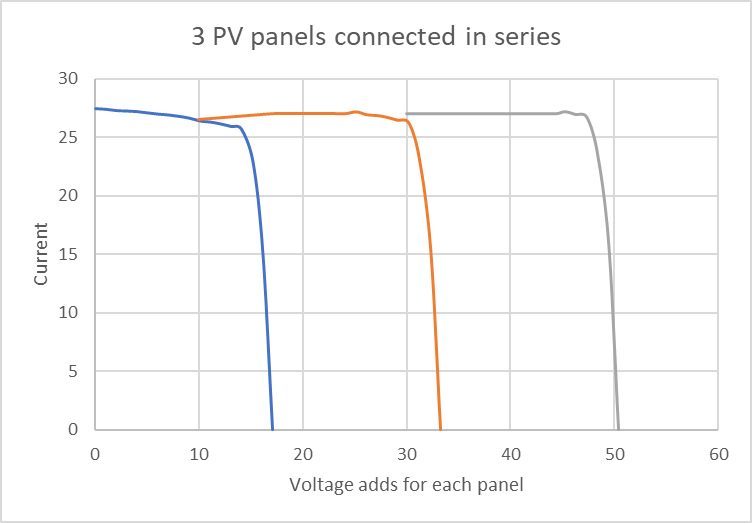 3 PV panels connected in series
30
25
20
15
10
5
0
Current
0 10 20 30 40 50 60
Voltage adds for each panel